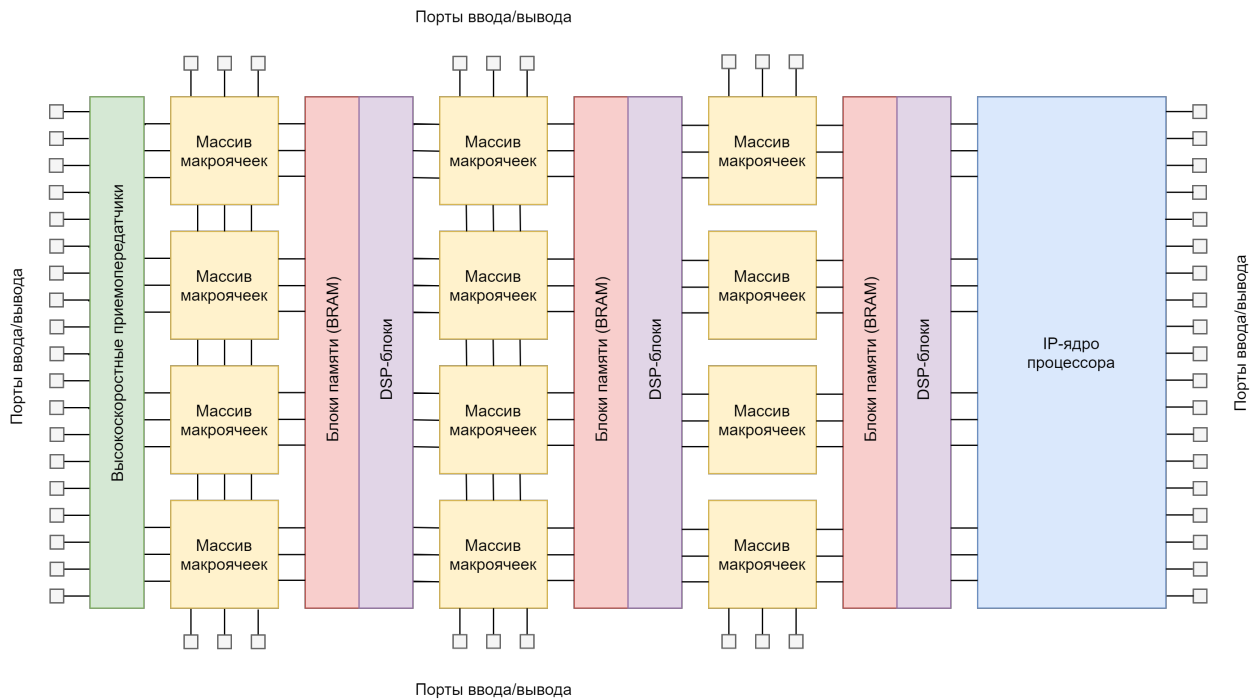 Порты ввода/вывода
Порты ввода/вывода
Высокоскоростные приемопередатчики
Массив
макроячеек
Массив
макроячеек
Массив
макроячеек
Массив
макроячеек
Блоки памяти (BRAM)
DSP-блоки
Массив
макроячеек
Массив
макроячеек
Массив
макроячеек
Массив
макроячеек
Блоки памяти (BRAM)
DSP-блоки
Массив
макроячеек
Массив
макроячеек
Массив
макроячеек
Массив
макроячеек
Блоки памяти (BRAM)
DSP-блоки
IP-ядро
процессора
Порты ввода/вывода
Порты ввода/вывода